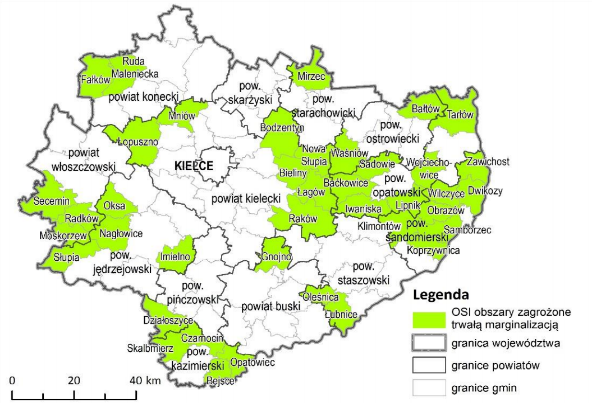 Ruda
Maleniecka
Fałków
powiat konecki
pow.
skarżyski
Mirzec
pow.
starachowicki
Bałtów
Tarłów
Mniów
Bodzentyn
pow.
ostrowiecki
Łopuszno
powiat
włoszczowski
KIELCE
Nowa
Słupia
Waśniów
Sadowie
Wojciecho-
wice
Zawichost
Bieliny
Baćkowice
pow.
opatowski
Wilczyce
Dwikozy
Łagów
Secemin
Oksa
powiat kielecki
Iwaniska
Lipnik
Obrazów
Radków
Raków
Klimontów
pow.
sandomierski
Samborzec
Moskorzew
Nagłowice
Koprzywnica
Słupia
pow.
jędrzejowski
Imielno
Gnojno
pow.
staszowski
pow.
pińczowski
powiat buski
Oleśnica
Łubnice
Działoszyce
Czarnocin
Skalbmierz
pow.
kazimierski
Opatowiec
Bejsce
0 20 40 km
Legenda
OSI obszary zagrożone
trwałą marginalizacją
granica województwa
granice powiatów
granice gmin